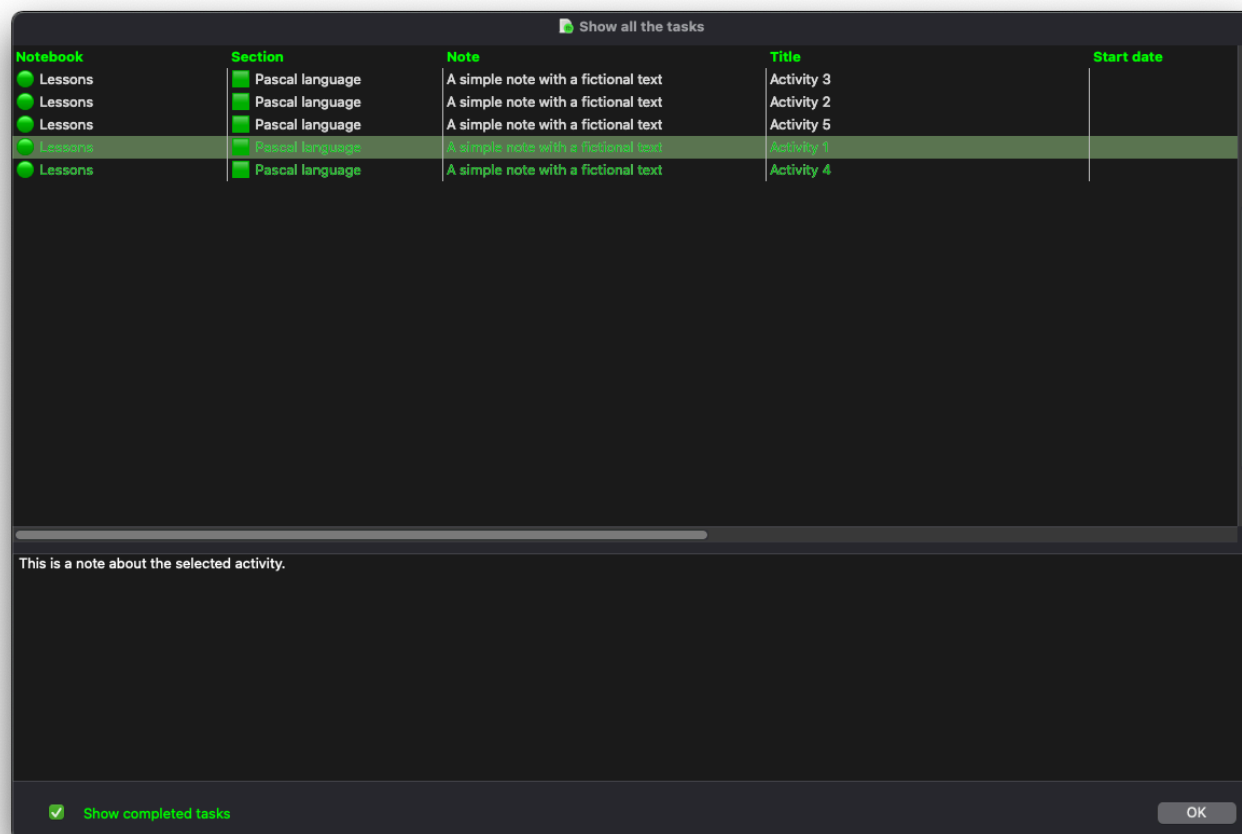 Show all the tasks
Notebook Section Note Title Start date
Lessons Pascal language A simple note with a fictional text Activity 3
Lessons Pascal language A simple note with a fictional text Activity 2
Lessons Pascal language A simple note with a fictional text Activity 5
Lessons Pascal language A simple note with a fictional text Activity 1
Lessons Pascal language A simple note with a fictional text Activity 4
This is a note about the selected activity.
Show completed tasks OK